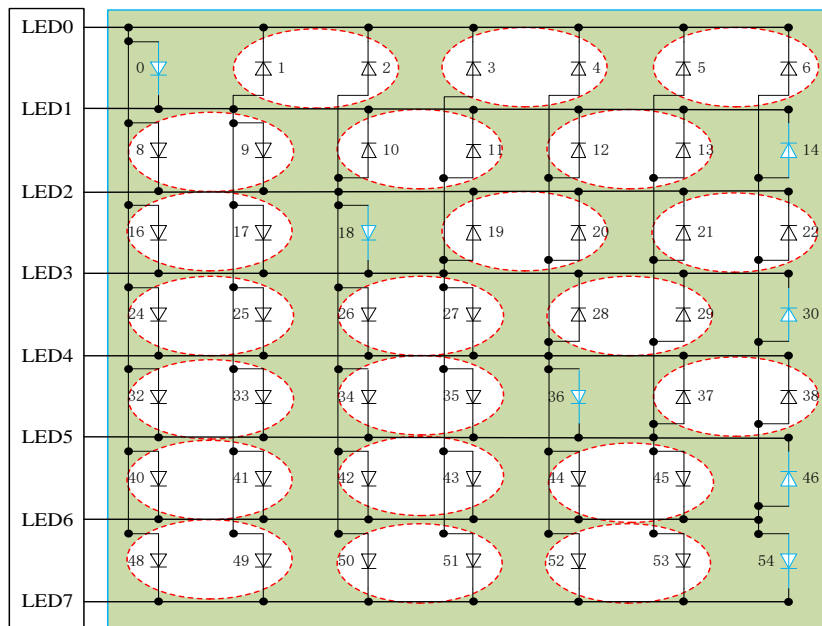 LED0
0 1 2 3 4 5 6
LED1
8 9 10 11 12 13 14
LED2
16 17 18 19 20 21 22
LED3
24 25 26 27 28 29 30
LED4
32 33 34 35 36 37 38
LED5
40 41 42 43 44 45 46
LED6
48 49 50 51 52 53 54
LED7